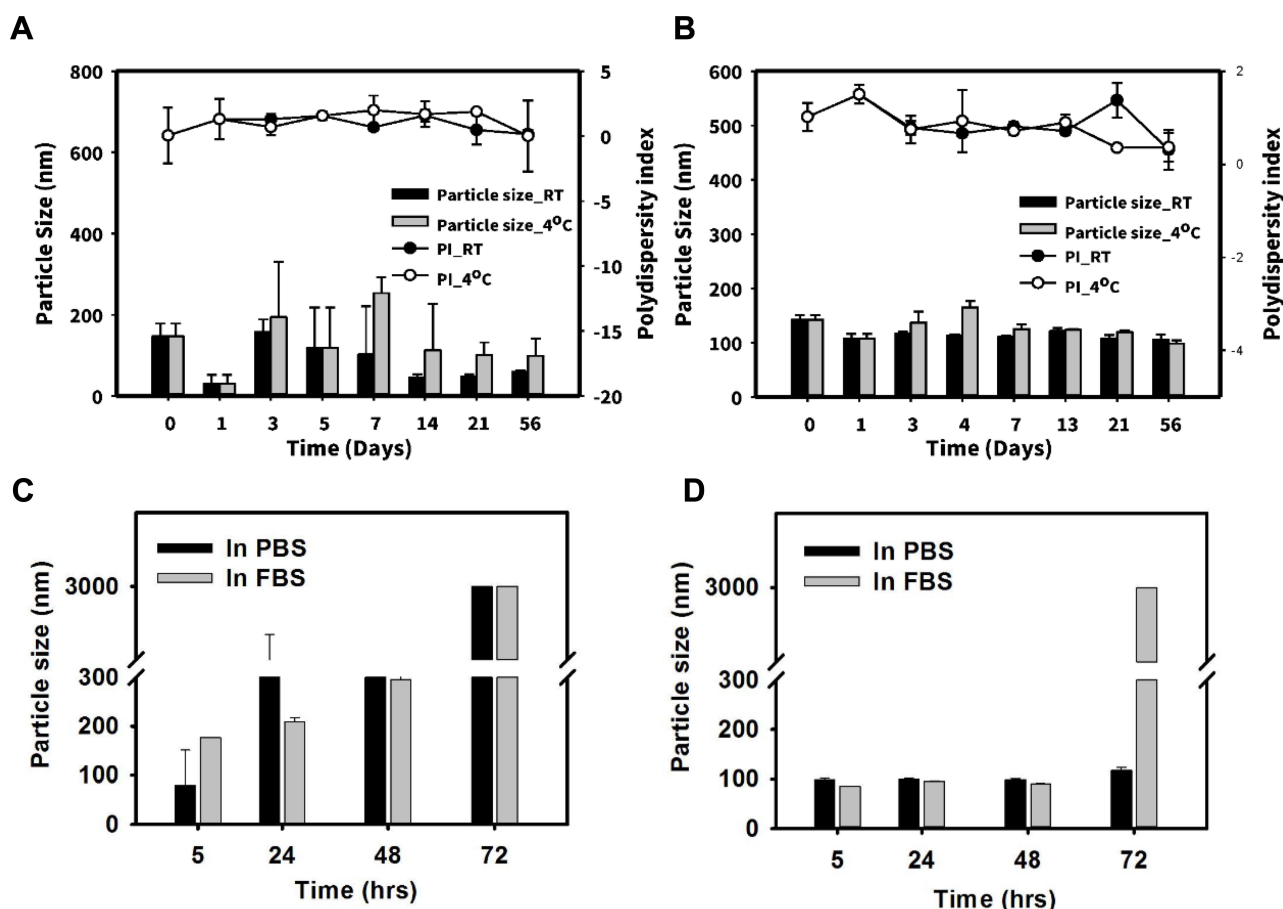 A
800
600
400
200
0
Particle Size (nm)
5
0
-5
-10
-15
-20
Polydispersity index
Particle size_RT
Particle size_4⁰C
PI_RT
PI_4⁰C
0 1 3 5 7 14 21 56
Time (Days)
B
600
500
400
300
200
100
0
Particle Size (nm)
2
0
-2
-4
Polydispersity index
Particle size_RT
Particle size_4⁰C
PI_RT
PI_4⁰C
0 1 3 4 7 13 21 56
Time (Days)
C
In PBS
In FBS
3000
300
200
100
0
Particle size (nm)
5 24 48 72
Time (hrs)
D
In PBS
In FBS
3000
300
200
100
0
Particle size (nm)
5 24 48 72
Time (hrs)